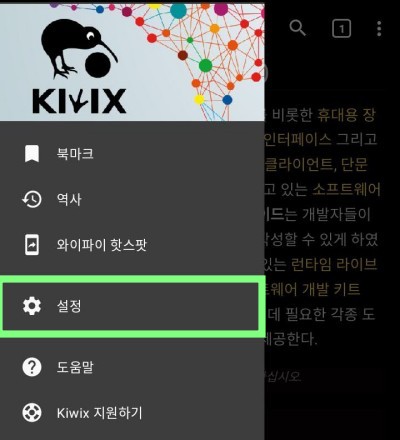 KIWIX
1
북마크
역사
와이파이 핫스팟
설정
도움말
Kiwix 지원하기
비롯한 휴대용 장
인터페이스 그리고
클라이언트, 단문
고 있는 소프트웨어
이드는 개발자들이
작성할 수 있게 하였
있는 런타임 라이브
트웨어 개발 키트
데 필요한 각종 도
제공한다.
십시오.